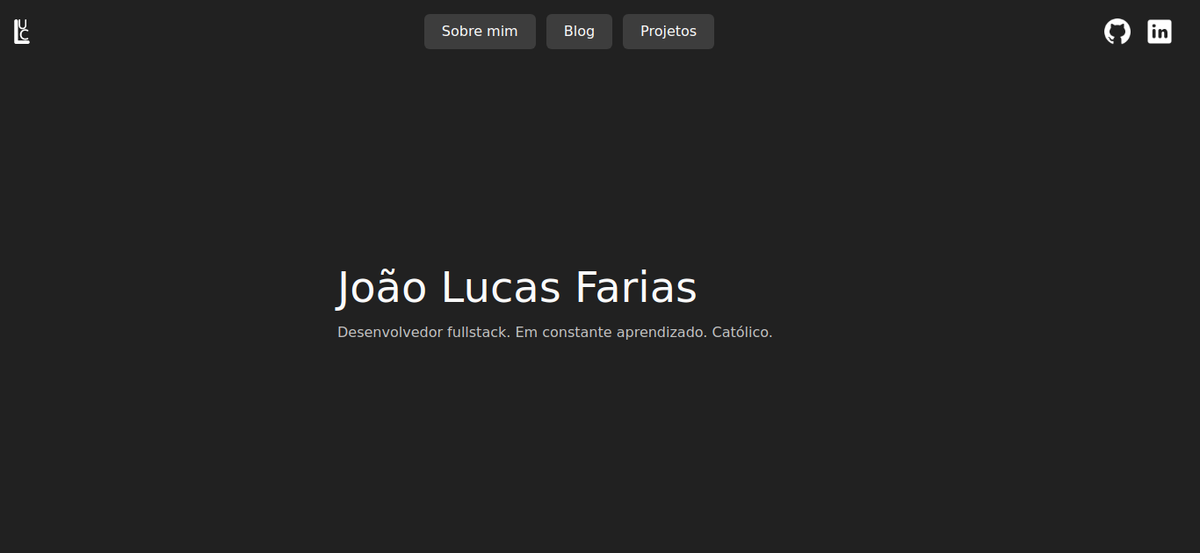 LUC
Sobre mim
Blog
Projetos
in
João Lucas Farias
Desenvolvedor fullstack. Em constante aprendizado. Católico.